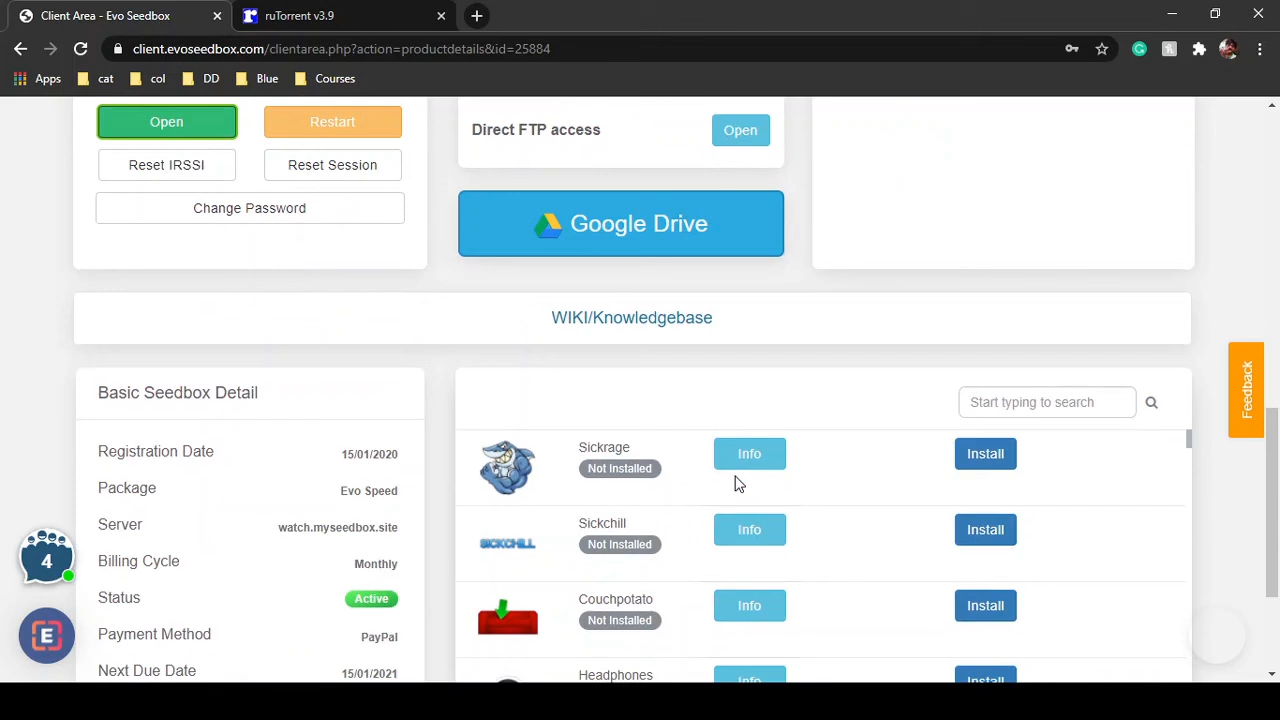 Client Area - Evo Seedbox
ruTorrent v3.9
client.evoseedbox.com/clientarea.php?action=productdetails&id=25884
Apps cat col DD Blue Courses
Open Restart
Reset IRSSI Reset Session
Change Password
Direct FTP access Open
Google Drive
WIKI/Knowledgebase
Feedback
Basic Seedbox Detail
Registration Date 15/01/2020
Package Evo Speed
Server watch.myseedbox.site
Billing Cycle Monthly
Status Active
Payment Method PayPal
Next Due Date 15/01/2021
Start typing to search
Sickrage
Not Installed
Info Install
SICKCHILL
Sickchill
Not Installed
Info Install
Couchpotato
Not Installed
Info Install
Headphones
Info Install
4
E